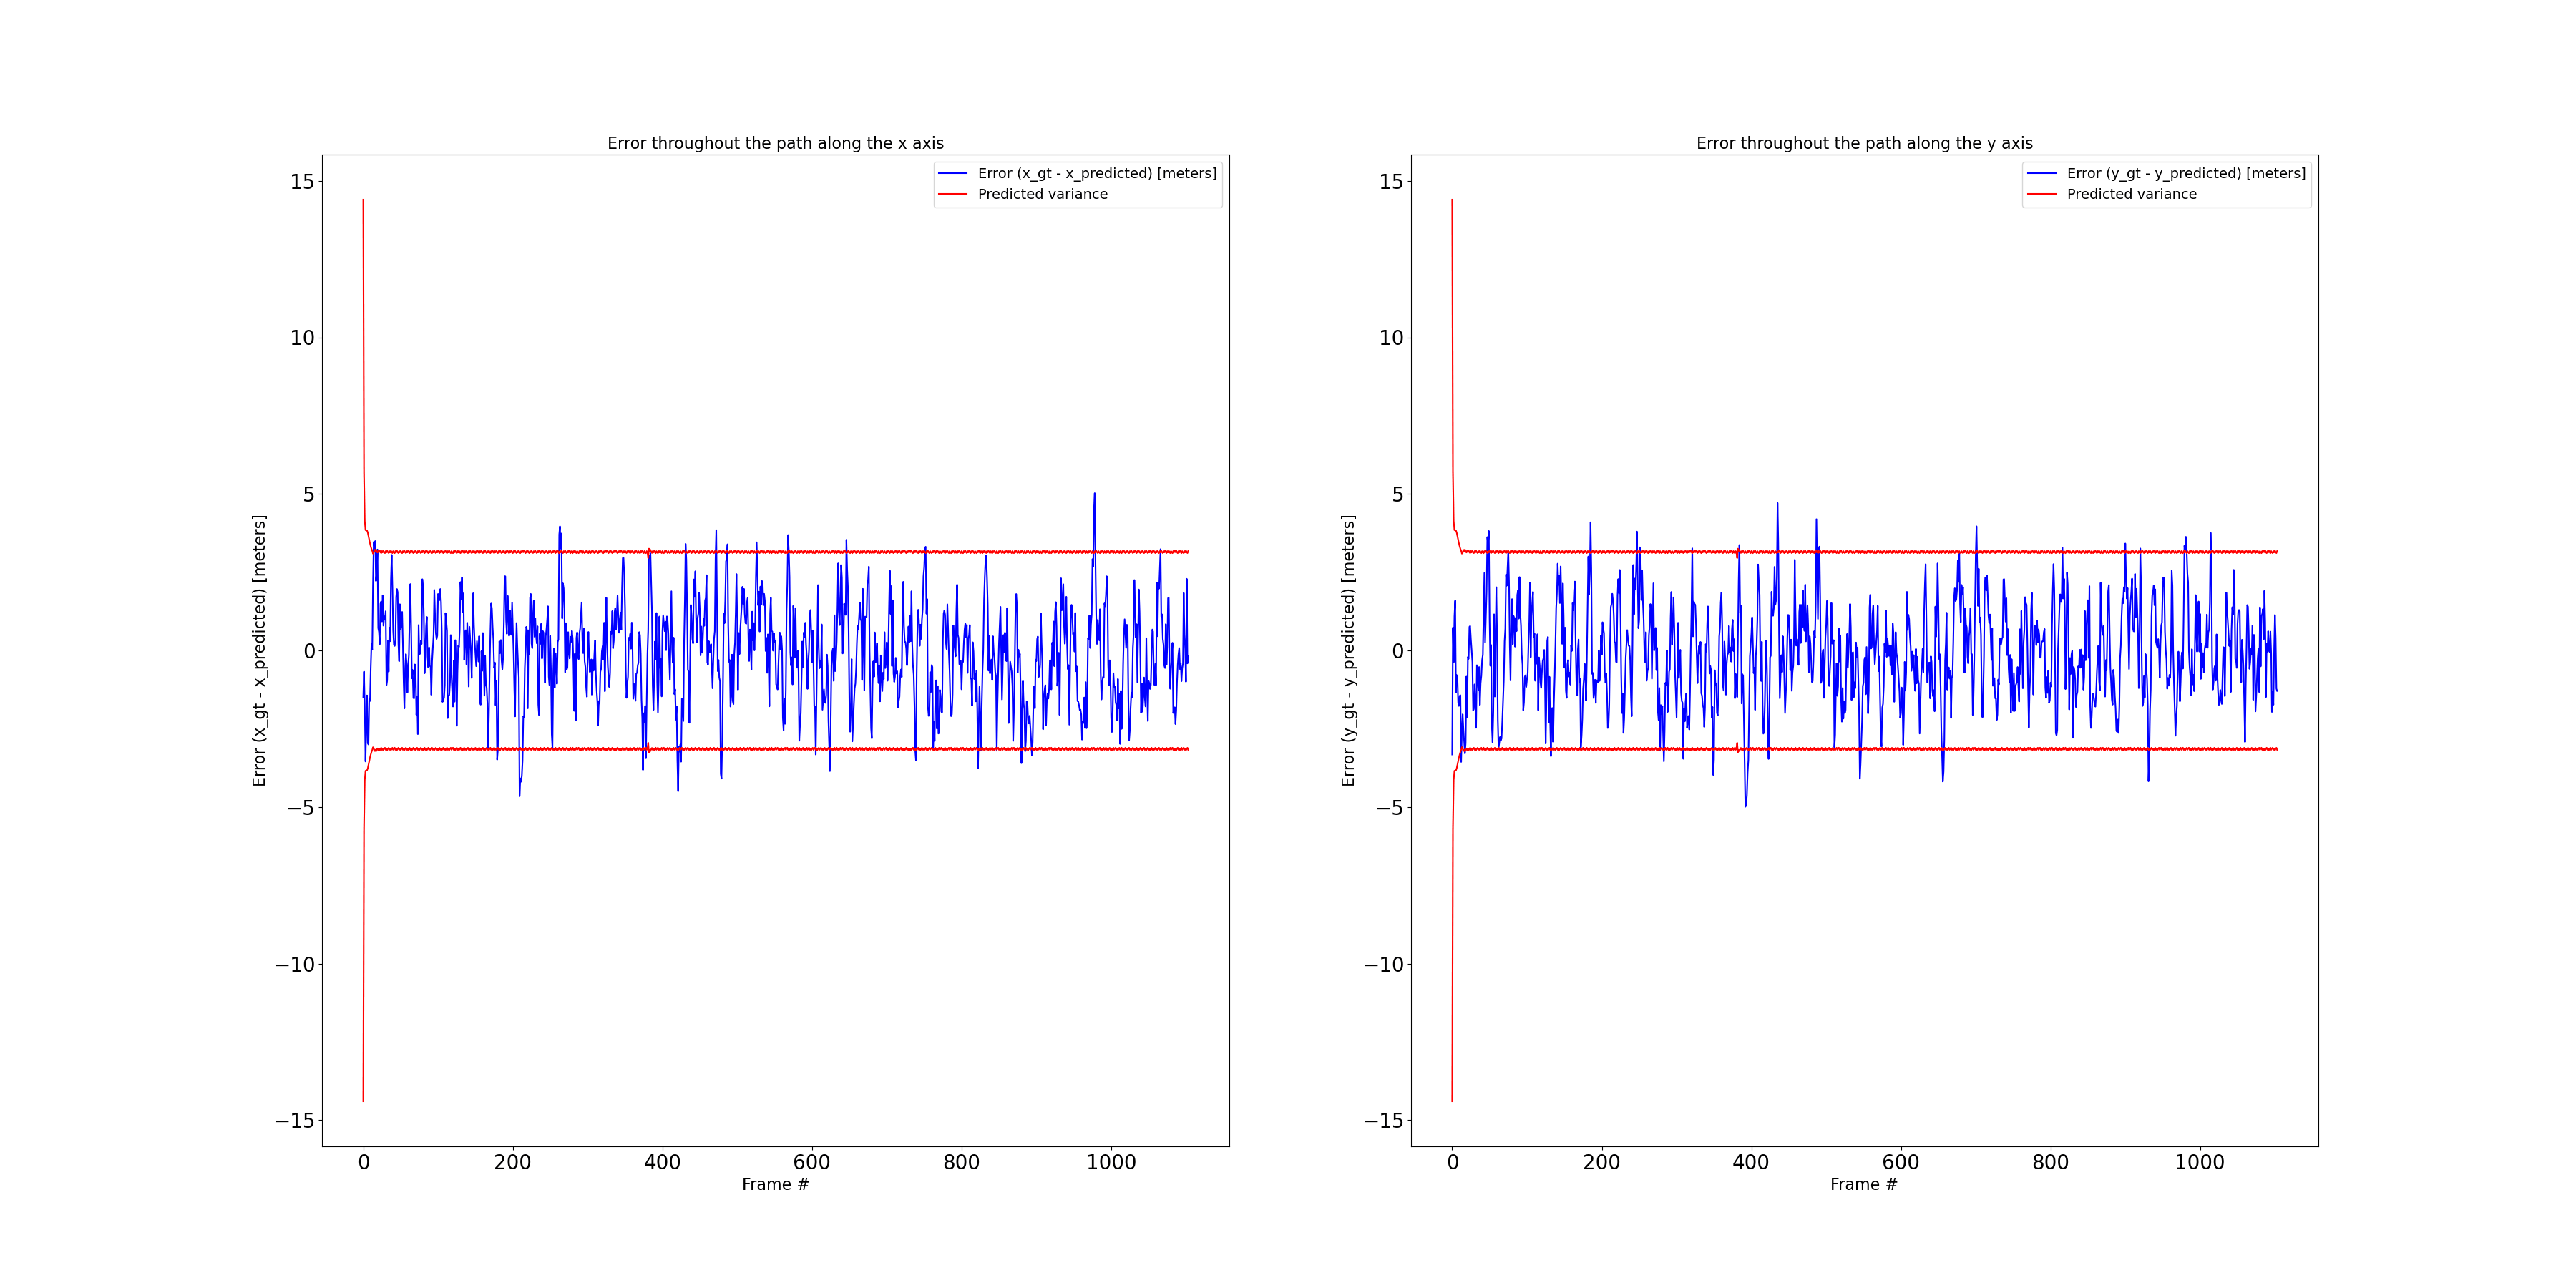 Error throughout the path along the x axis
Error (x_gt - x_predicted) [meters]
Predicted variance
15
10
5
0
−5
−10
−15
Error (x_gt - x_predicted) [meters]
0 200 400 600 800 1000
Frame #
Error throughout the path along the y axis
Error (y_gt - y_predicted) [meters]
Predicted variance
15
10
5
0
−5
−10
−15
Error (y_gt - y_predicted) [meters]
0 200 400 600 800 1000
Frame #